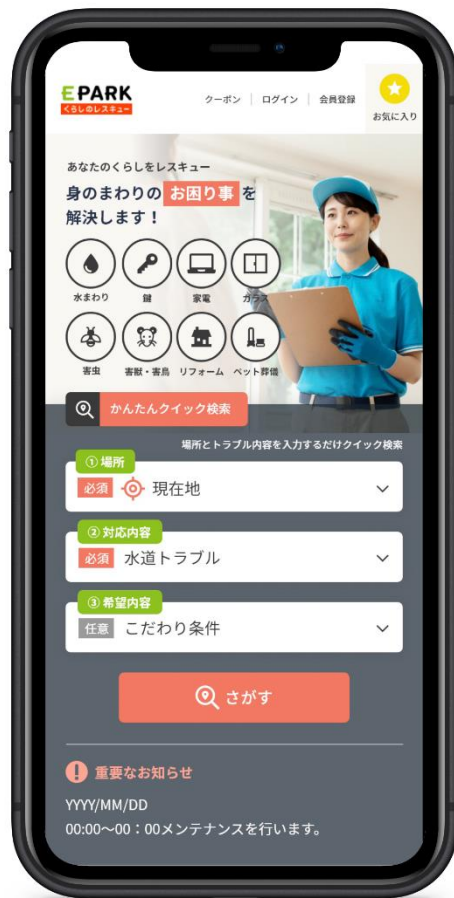 EPARK
くらしのレスキュー
クーポン | ログイン | 会員登録
お気に入り
あなたのくらしをレスキュー
身のまわりの お困り事 を
解決します！
水まわり 鍵 家電 ガラス
害虫 害獣・害鳥 リフォーム ペット葬儀
かんたんクイック検索
場所とトラブル内容を入力するだけクイック検索
① 場所
必須 現在地
② 対応内容
必須 水道トラブル
③ 希望内容
任意 こだわり条件
さがす
重要なお知らせ
YYYY/MM/DD
00:00～00：00メンテナンスを行います。